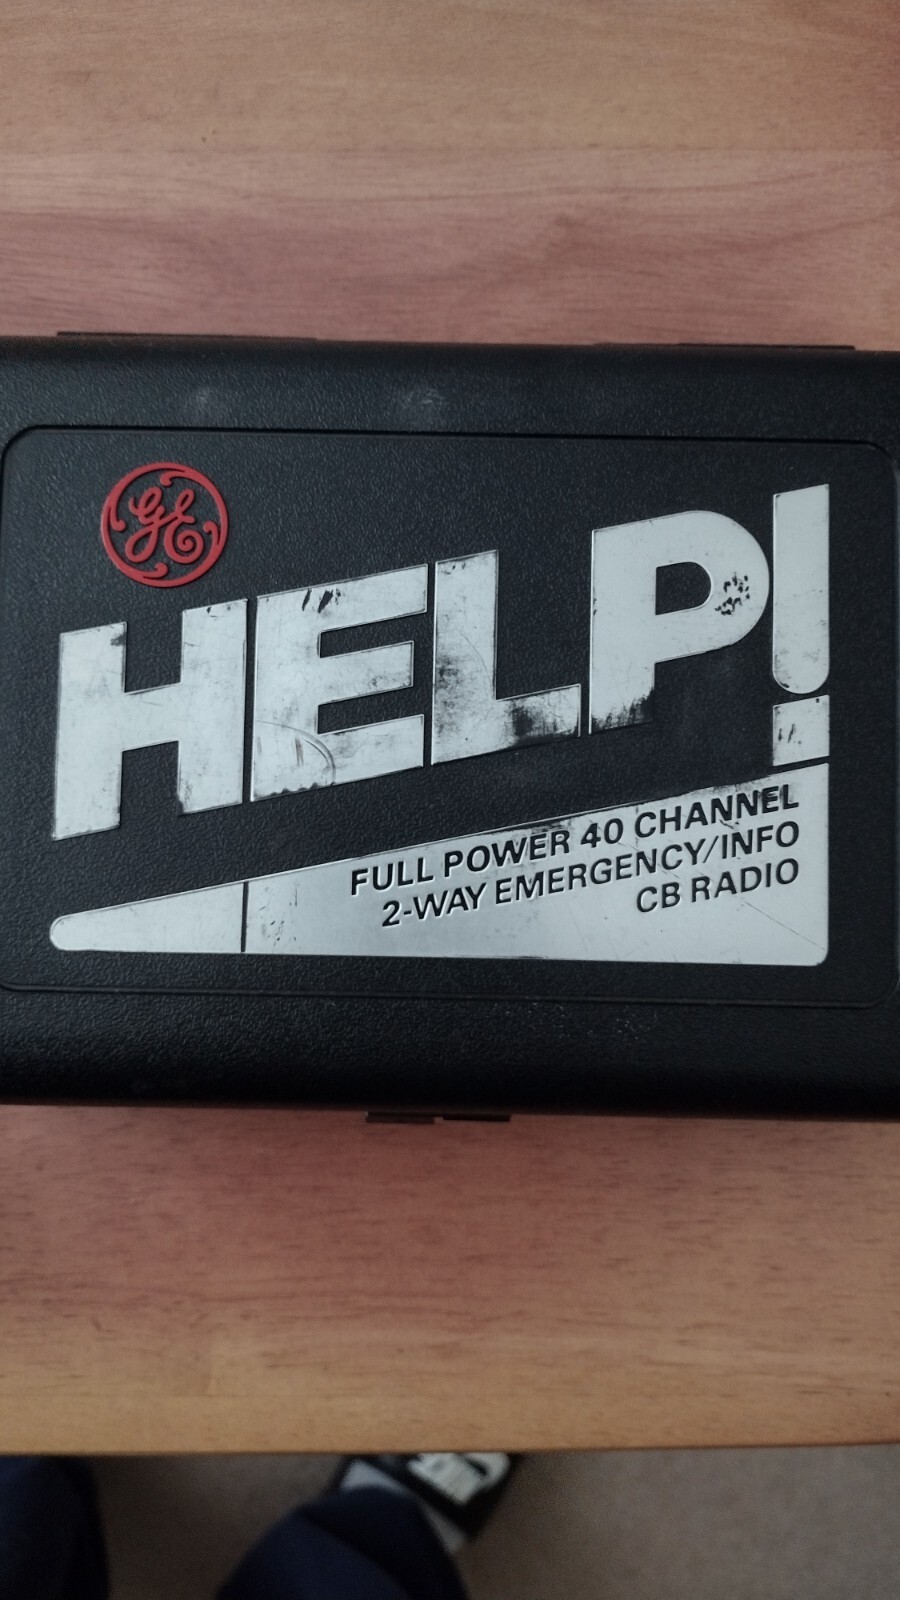 GE
HELP!
FULL POWER 40 CHANNEL
2-WAY EMERGENCY/INFO
CB RADIO